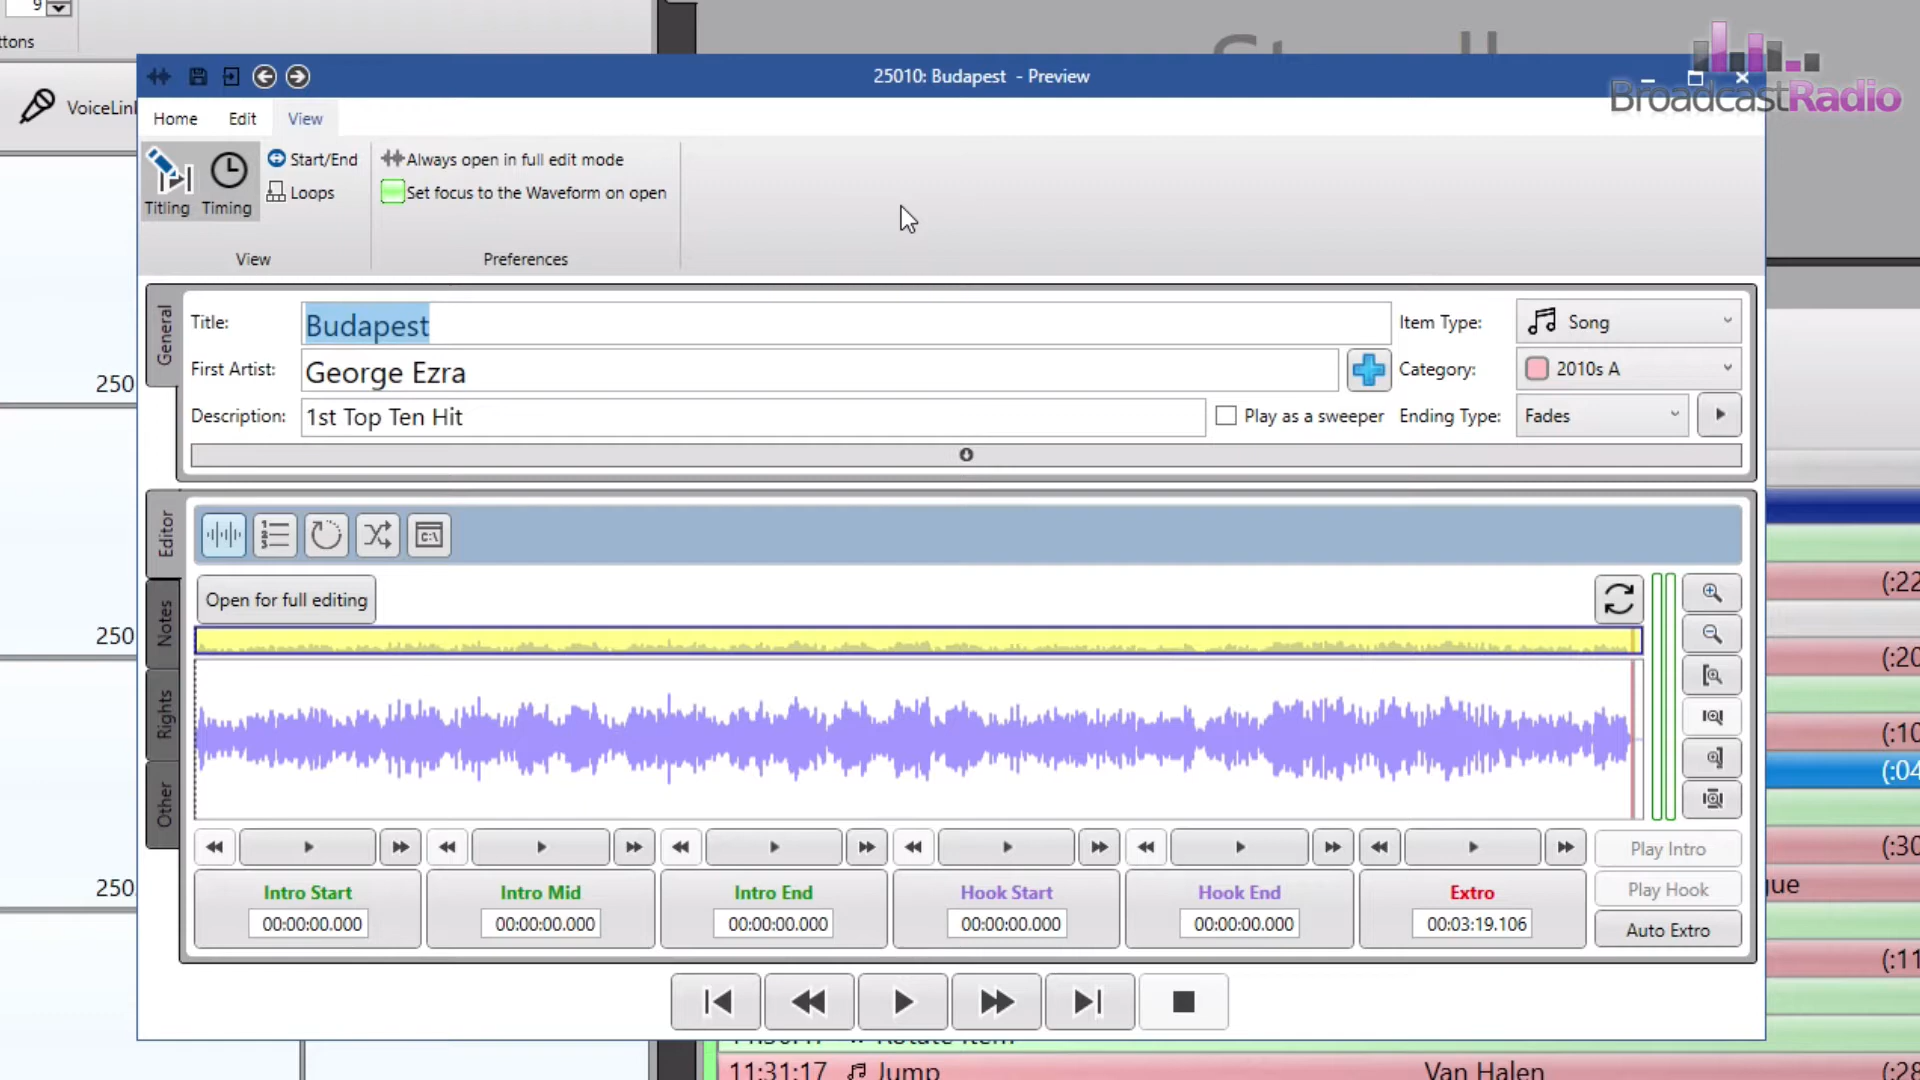 9
VoiceLin
25010: Budapest - Preview
BroadcastRadio
Home Edit View
Titling Timing
Start/End
Loops
View
Always open in full edit mode
Set focus to the Waveform on open
Preferences
General
Title: Budapest
Item Type: Song
First Artist: George Ezra
Category: 2010s A
Description: 1st Top Ten Hit
Play as a sweeper
Ending Type: Fades
250
Editor
C:\
Notes
Rights
Other
Open for full editing
250
250
Intro Start
00:00:00.000
Intro Mid
00:00:00.000
Intro End
00:00:00.000
Hook Start
00:00:00.000
Hook End
00:00:00.000
Extro
00:03:19.106
Play Intro
Play Hook
Auto Extro
(:22
(:20
(:10
(:04
(:30
(:11
11:31:17 Jump Van Halen (:28